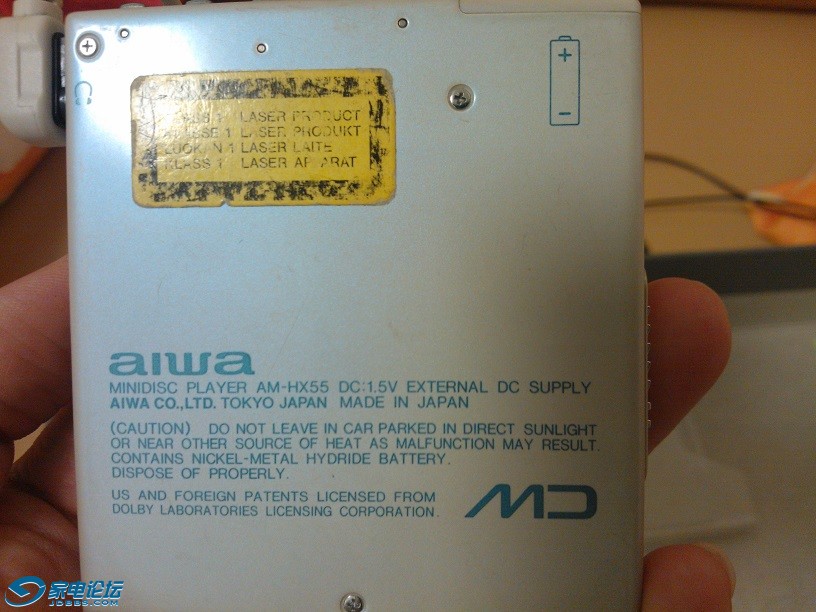 LASER PRODUCT
LASER PRODUKT
LASER LAITE
LASER
aiwa
MINIDISC PLAYER AM-HX55 DC:1.5V EXTERNAL DC SUPPLY
AIWA CO.,LTD. TOKYO JAPAN MADE IN JAPAN
(CAUTION) DO NOT LEAVE IN CAR PARKED IN DIRECT SUNLIGHT
OR NEAR OTHER SOURCE OF HEAT AS MALFUNCTION MAY RESULT.
CONTAINS NICKEL-METAL HYDRIDE BATTERY.
DISPOSE OF PROPERLY.
US AND FOREIGN PATENTS LICENSED FROM
DOLBY LABORATORIES LICENSING CORPORATION.
MD
家电论坛
JDBBS.COM